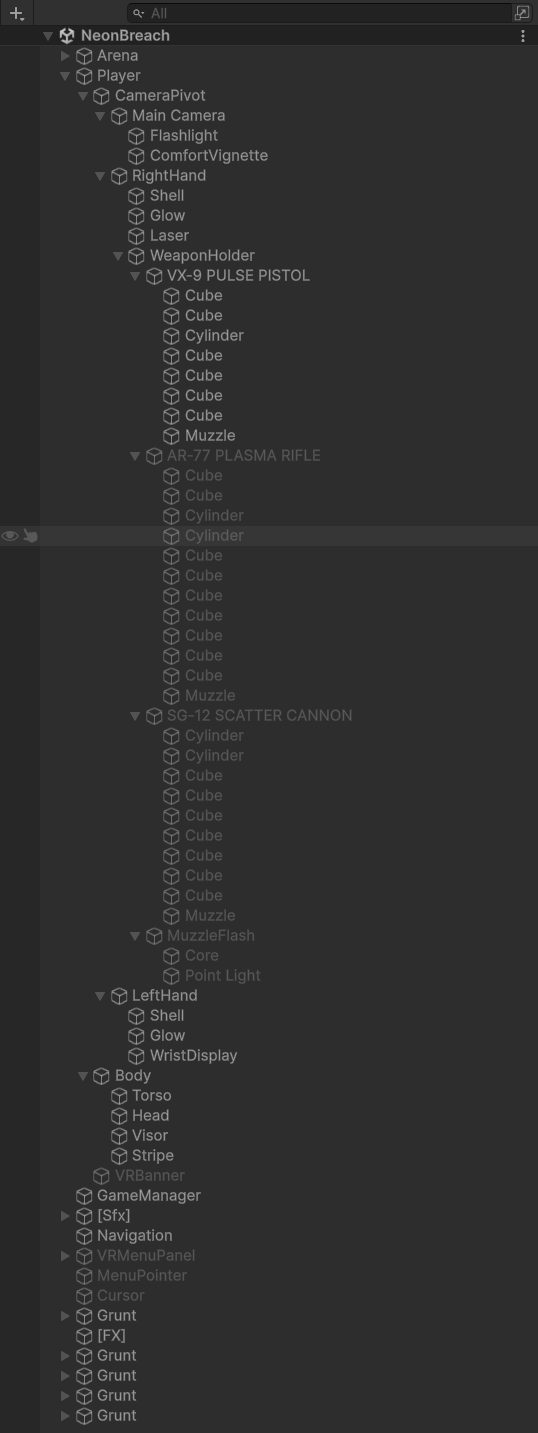 All
NeonBreach
Arena
Player
CameraPivot
Main Camera
Flashlight
ComfortVignette
RightHand
Shell
Glow
Laser
WeaponHolder
VX-9 PULSE PISTOL
Cube
Cube
Cylinder
Cube
Cube
Cube
Cube
Muzzle
AR-77 PLASMA RIFLE
Cube
Cube
Cylinder
Cylinder
Cube
Cube
Cube
Cube
Cube
Cube
Cube
Muzzle
SG-12 SCATTER CANNON
Cylinder
Cylinder
Cube
Cube
Cube
Cube
Cube
Cube
Cube
Muzzle
MuzzleFlash
Core
Point Light
LeftHand
Shell
Glow
WristDisplay
Body
Torso
Head
Visor
Stripe
VRBanner
GameManager
[Sfx]
Navigation
VRMenuPanel
MenuPointer
Cursor
Grunt
[FX]
Grunt
Grunt
Grunt
Grunt